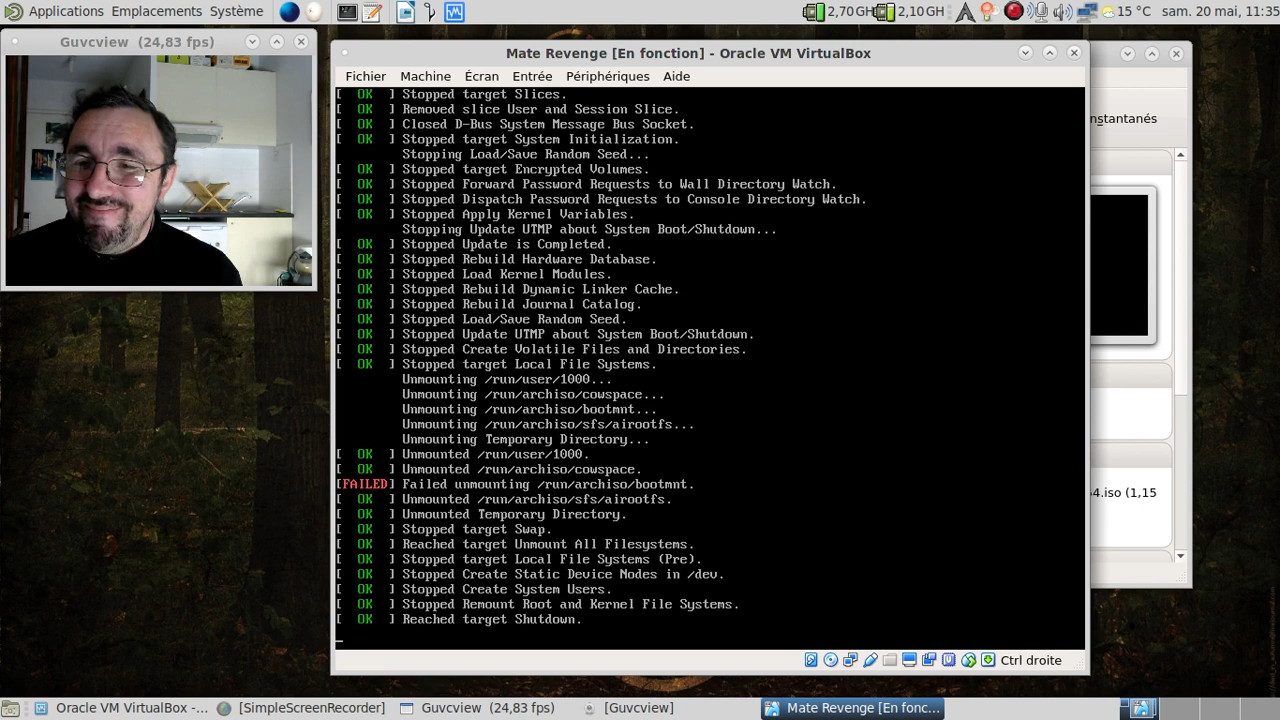 Applications Emplacements Système
2,70 GH 2,10 GH 15 °C sam. 20 mai, 11:35
Guvcview (24,83 fps)
Mate Revenge [En fonction] - Oracle VM VirtualBox
Fichier Machine Écran Entrée Périphériques Aide
[ OK ] Stopped target Slices.
[ OK ] Removed slice User and Session Slice.
[ OK ] Closed D-Bus System Message Bus Socket.
[ OK ] Stopped target System Initialization.
Stopping Load/Save Random Seed...
[ OK ] Stopped target Encrypted Volumes.
[ OK ] Stopped Forward Password Requests to Wall Directory Watch.
[ OK ] Stopped Dispatch Password Requests to Console Directory Watch.
[ OK ] Stopped Apply Kernel Variables.
Stopping Update UTMP about System Boot/Shutdown...
[ OK ] Stopped Update is Completed.
[ OK ] Stopped Rebuild Hardware Database.
[ OK ] Stopped Load Kernel Modules.
[ OK ] Stopped Rebuild Dynamic Linker Cache.
[ OK ] Stopped Rebuild Journal Catalog.
[ OK ] Stopped Load/Save Random Seed.
[ OK ] Stopped Update UTMP about System Boot/Shutdown.
[ OK ] Stopped Create Volatile Files and Directories.
[ OK ] Stopped target Local File Systems.
Unmounting /run/user/1000...
Unmounting /run/archiso/cowspace...
Unmounting /run/archiso/bootmnt...
Unmounting /run/archiso/sfs/airootfs...
Unmounting Temporary Directory...
[ OK ] Unmounted /run/user/1000.
[ OK ] Unmounted /run/archiso/cowspace.
[FAILED] Failed unmounting /run/archiso/bootmnt.
[ OK ] Unmounted /run/archiso/sfs/airootfs.
[ OK ] Unmounted Temporary Directory.
[ OK ] Stopped target Swap.
[ OK ] Reached target Unmount All Filesystems.
[ OK ] Stopped target Local File Systems (Pre).
[ OK ] Stopped Create Static Device Nodes in /dev.
[ OK ] Stopped Create System Users.
[ OK ] Stopped Remount Root and Kernel File Systems.
[ OK ] Reached target Shutdown.
Ctrl droite
nstantanés
4.iso (1,15
Oracle VM VirtualBox -... [SimpleScreenRecorder] Guvcview (24,83 fps) [Guvcview] Mate Revenge [En fonc...